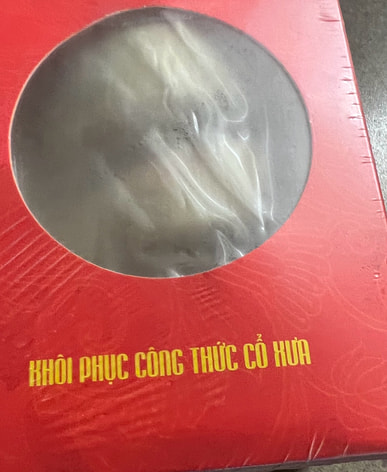 KHÔI PHỤC CÔNG THỨC CỔ XƯA